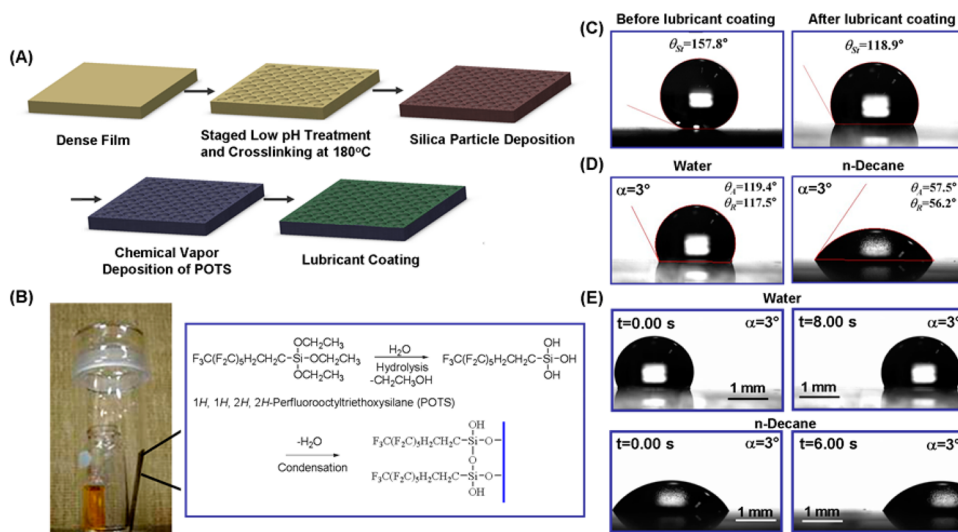 (A)
Dense Film
Staged Low pH Treatment
and Crosslinking at 180°C
Silica Particle Deposition
Chemical Vapor
Deposition of POTS
Lubricant Coating
(B)
OCH₂CH₃
F₃C(F₂C)₅H₂CH₂C–Si–OCH₂CH₃
OCH₂CH₃
H₂O
Hydrolysis
-CH₃CH₂OH
OH
F₃C(F₂C)₅H₂CH₂C–Si–OH
OH
1H, 1H, 2H, 2H-Perfluorooctyltriethoxysilane (POTS)
-H₂O
Condensation
OH
F₃C(F₂C)₅H₂CH₂C–Si–O–
O
F₃C(F₂C)₅H₂CH₂C–Si–O–
OH
(C)
Before lubricant coating
After lubricant coating
θSt=157.8°
θSt=118.9°
(D)
Water
n-Decane
α=3°
θA=119.4°
θR=117.5°
α=3°
θA=57.5°
θR=56.2°
(E)
Water
t=0.00 s
α=3°
1 mm
t=8.00 s
α=3°
1 mm
n-Decane
t=0.00 s
α=3°
1 mm
t=6.00 s
α=3°
1 mm